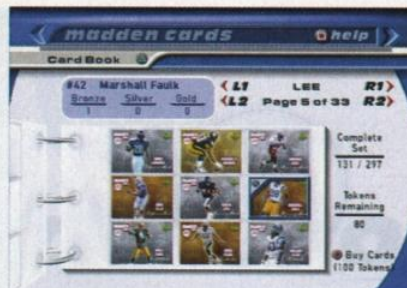 madden cards
help
Card Book
#42 Marshall Faulk
Bronze Silver Gold
1 0 0
L1 LEE R1
L2 Page 5 of 33 R2
Complete Set
131 / 297
Tokens Remaining
80
Buy Cards
(100 Tokens)